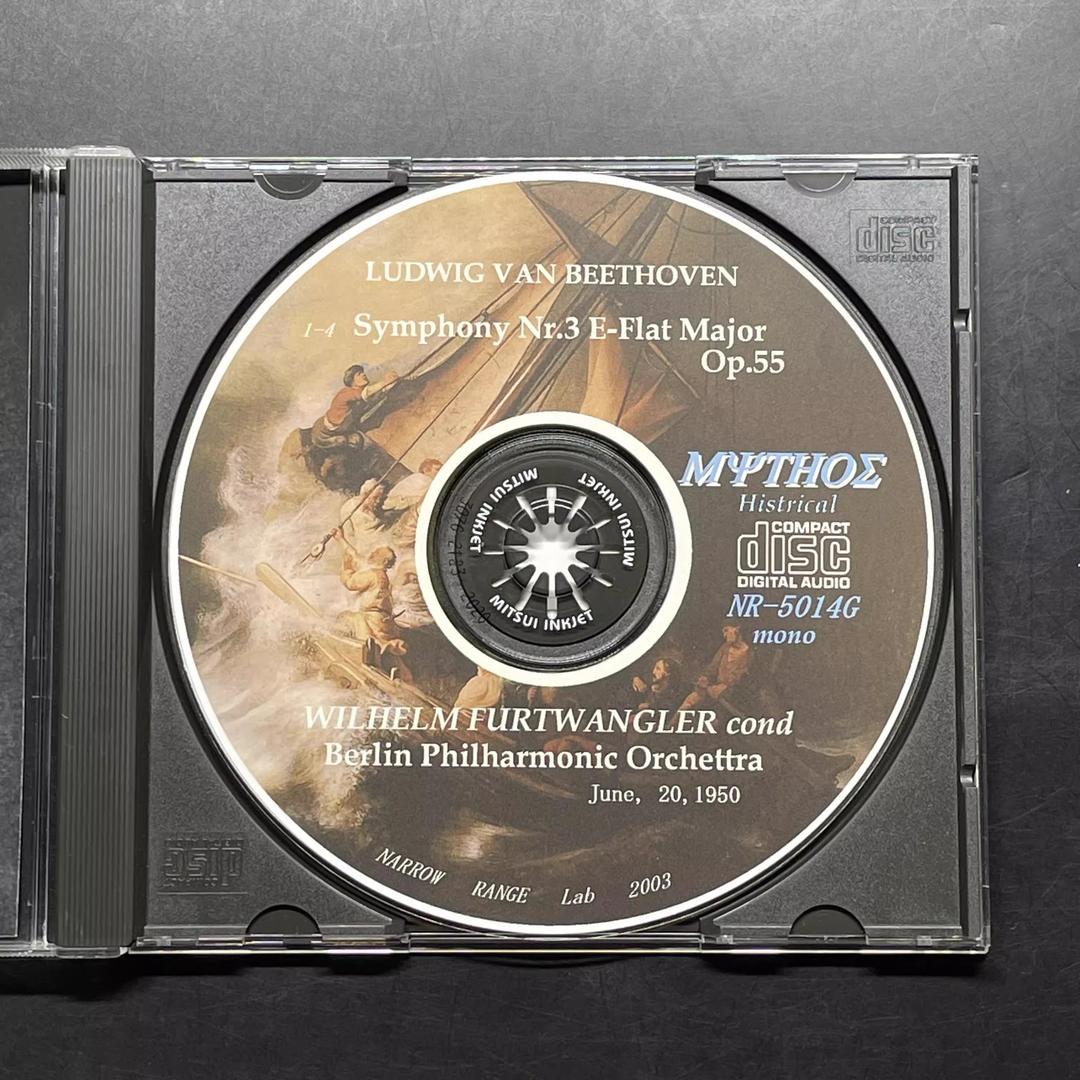 LUDWIG VAN BEETHOVEN
1-4 Symphony Nr.3 E-Flat Major
Op.55
ΜΨTHOΣ
Histrical
COMPACT
disc
DIGITAL AUDIO
NR-5014G
mono
MITSUI INKJET
MITSUI INKJET
MITSUI INKJET
MITSUI INKJET
WILHELM FURTWANGLER cond
Berlin Philharmonic Orchettra
June, 20, 1950
NARROW RANGE Lab 2003
COMPACT
disc
DIGITAL AUDIO
disc